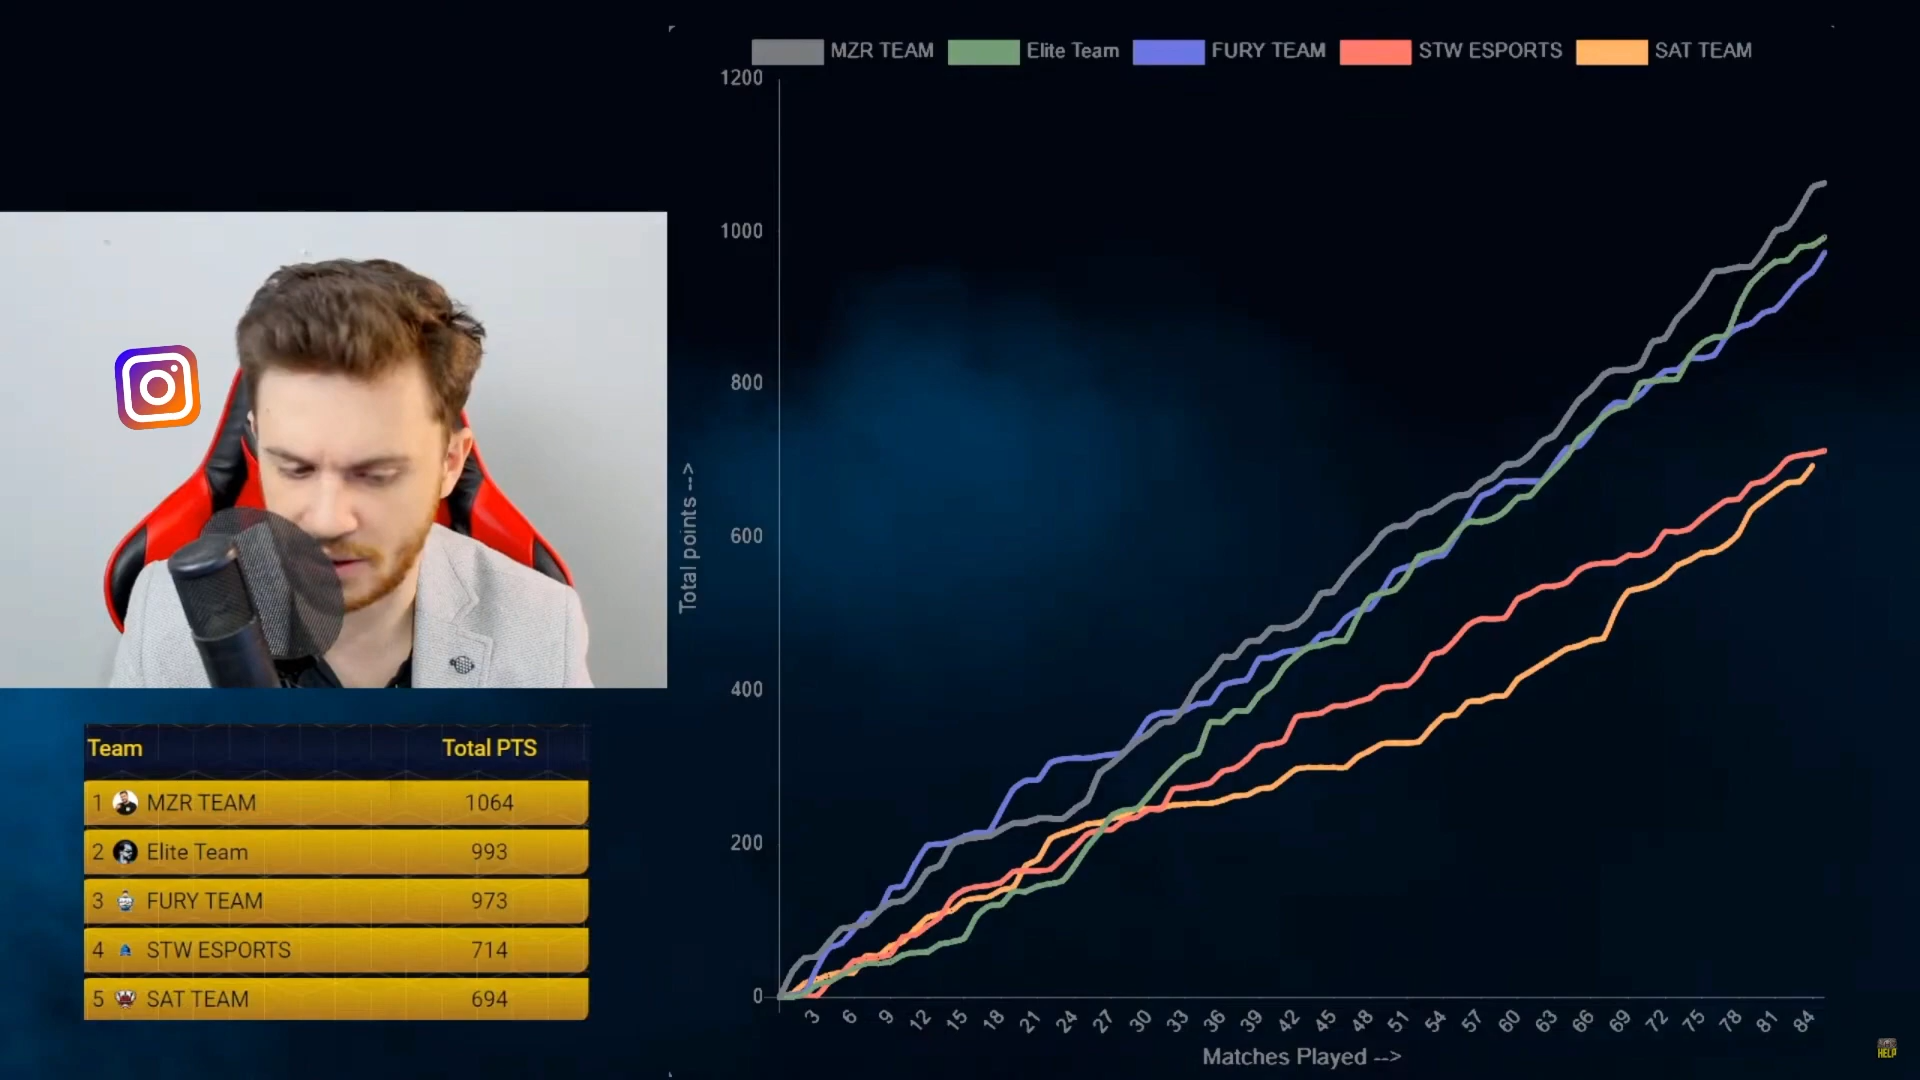 MZR TEAM Elite Team FURY TEAM STW ESPORTS SAT TEAM
1200
1000
800
600
400
200
0
Total points -->
3 6 9 12 15 18 21 24 27 30 33 36 39 42 45 48 51 54 57 60 63 66 69 72 75 78 81 84
Matches Played -->
Team Total PTS
1 MZR TEAM 1064
2 Elite Team 993
3 FURY TEAM 973
4 STW ESPORTS 714
5 SAT TEAM 694
HELP